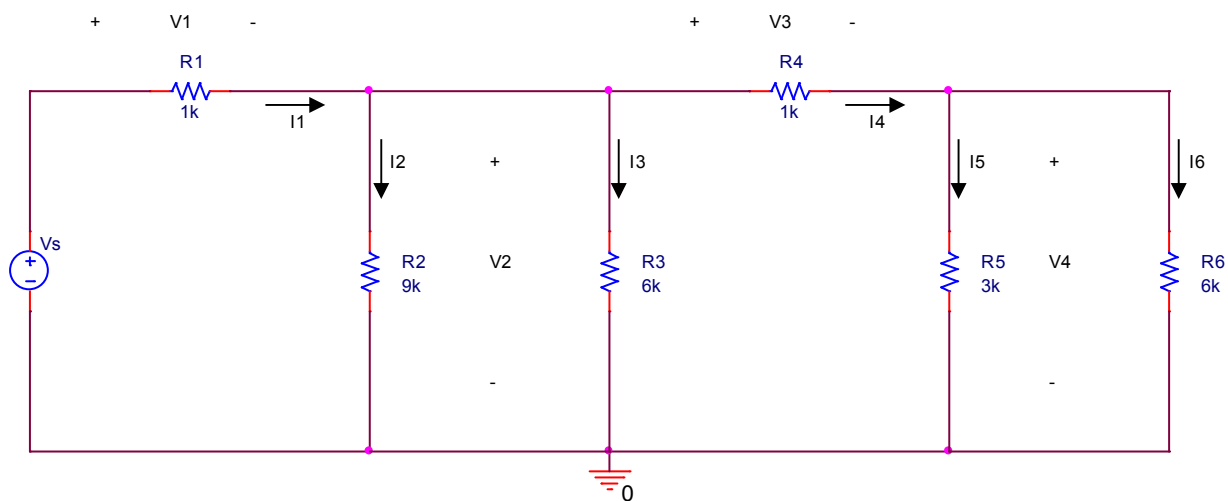 + V1 - + V3 -
R1 R4
1k 1k
I1 I4
I2 + I3 I5 + I6
Vs
R2 V2 R3 R5 V4 R6
9k 6k 3k 6k
- -
0